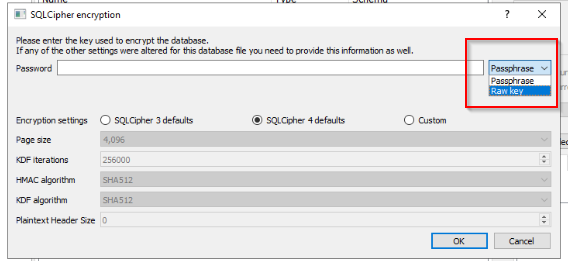 Name Type Schema
SQLCipher encryption
Please enter the key used to encrypt the database.
If any of the other settings were altered for this database file you need to provide this information as well.
Password Passphrase
Passphrase
Raw key
Encryption settings SQLCipher 3 defaults SQLCipher 4 defaults Custom
Page size 4,096
KDF iterations 256000
HMAC algorithm SHA512
KDF algorithm SHA512
Plaintext Header Size 0
OK Cancel